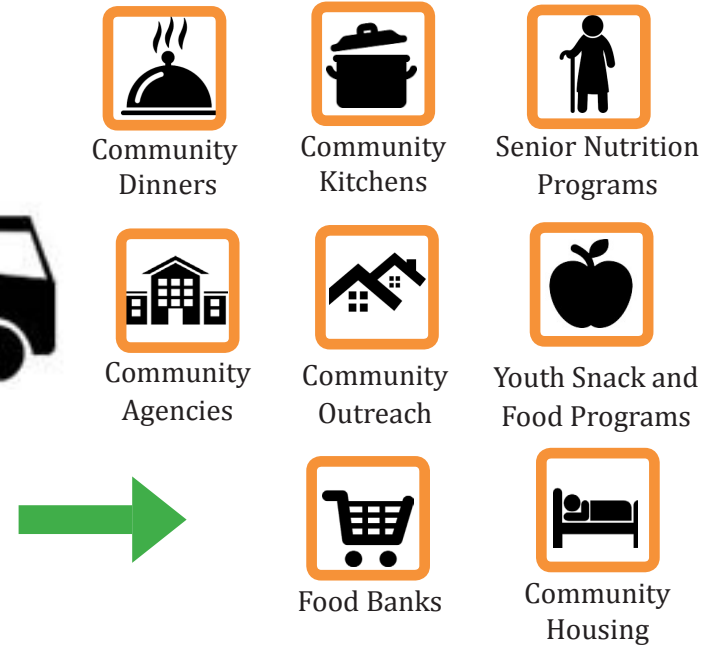 Community
Dinners
Community
Kitchens
Senior Nutrition
Programs
Community
Agencies
Community
Outreach
Youth Snack and
Food Programs
Food Banks
Community
Housing